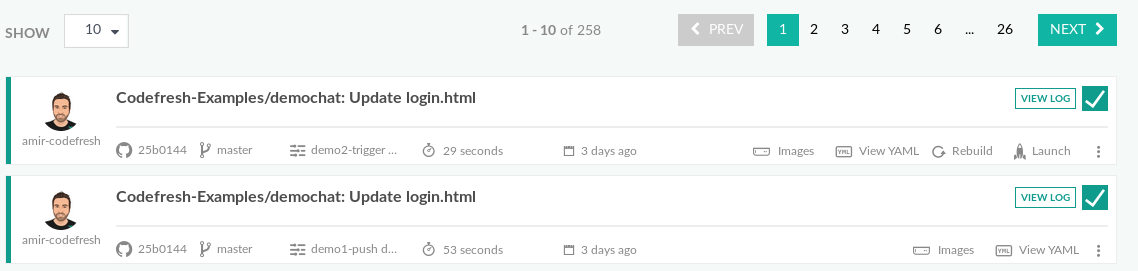 SHOW 10 1 - 10 of 258 PREV 1 2 3 4 5 6 ... 26 NEXT
Codefresh-Examples/demochat: Update login.html VIEW LOG
amir-codefresh
25b0144 master demo2-trigger ... 29 seconds 3 days ago Images YML View YAML Rebuild Launch
Codefresh-Examples/demochat: Update login.html VIEW LOG
amir-codefresh
25b0144 master demo1-push d... 53 seconds 3 days ago Images YML View YAML